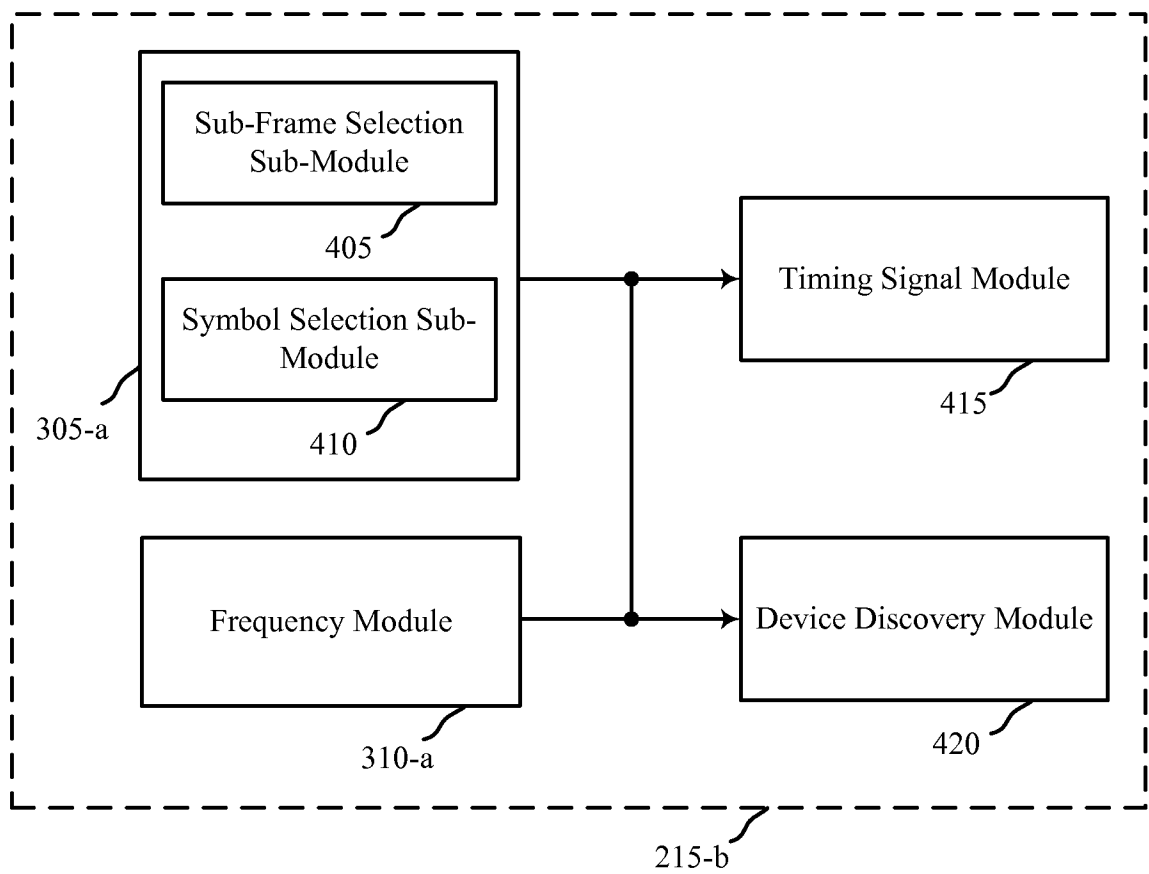 Sub-Frame Selection
Sub-Module
405
Symbol Selection Sub-
Module
410
305-a
Timing Signal Module
415
Frequency Module
310-a
Device Discovery Module
420
215-b